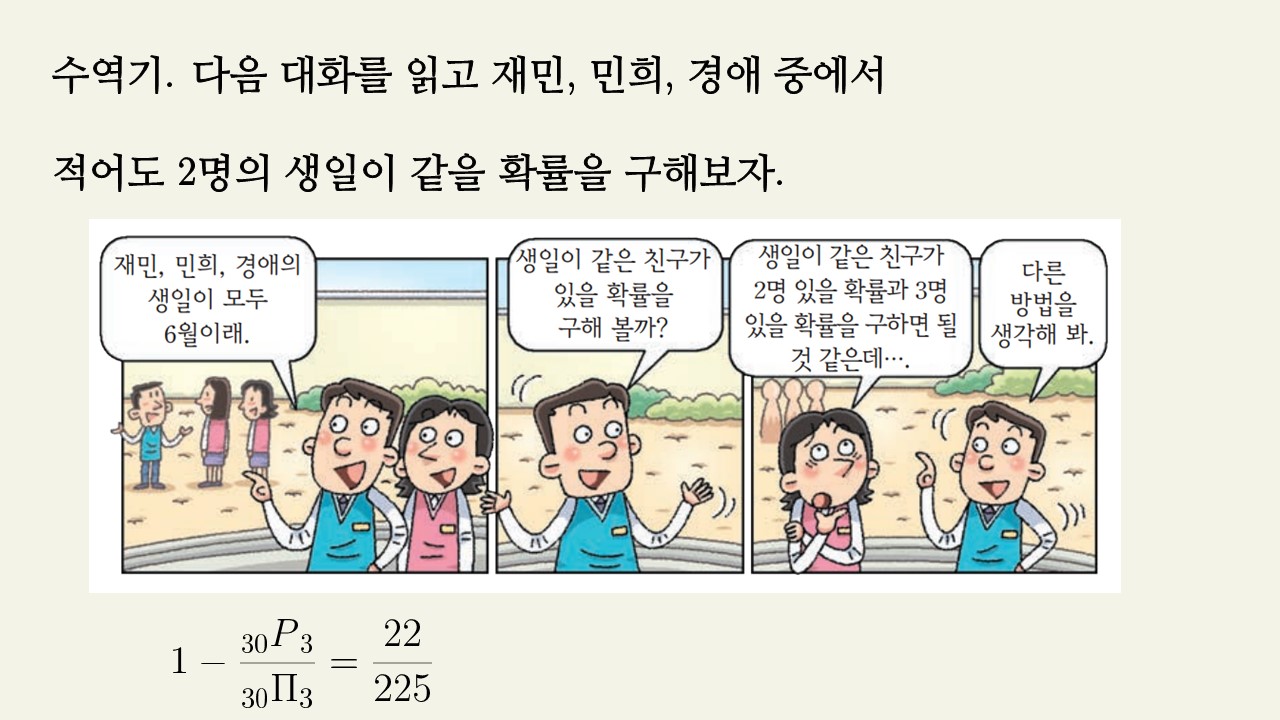 수역기. 다음 대화를 읽고 재민, 민희, 경애 중에서
적어도 2명의 생일이 같을 확률을 구해보자.
재민, 민희, 경애의
생일이 모두
6월이래.
생일이 같은 친구가
있을 확률을
구해 볼까?
생일이 같은 친구가
2명 있을 확률과 3명
있을 확률을 구하면 될
것 같은데….
다른
방법을
생각해 봐.
1 − ₃₀P₃ / ₃₀Π₃ = 22 / 225